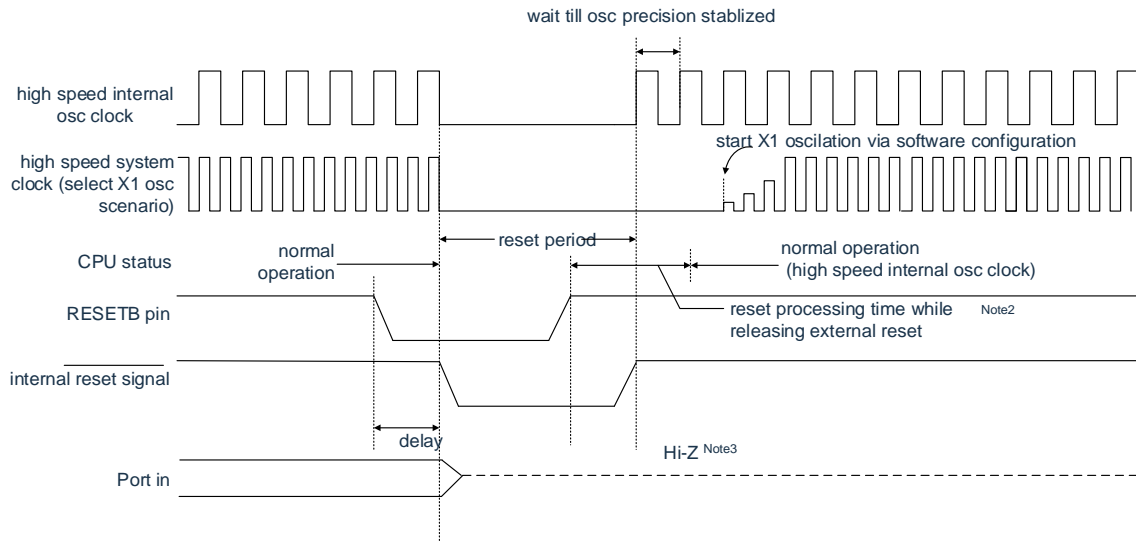 wait till osc precision stablized
high speed internal
osc clock
start X1 oscilation via software configuration
high speed system
clock (select X1 osc
scenario)
reset period
CPU status
normal
operation
normal operation
(high speed internal osc clock)
RESETB pin
reset processing time while Note2
releasing external reset
internal reset signal
delay
Hi-Z Note3
Port in